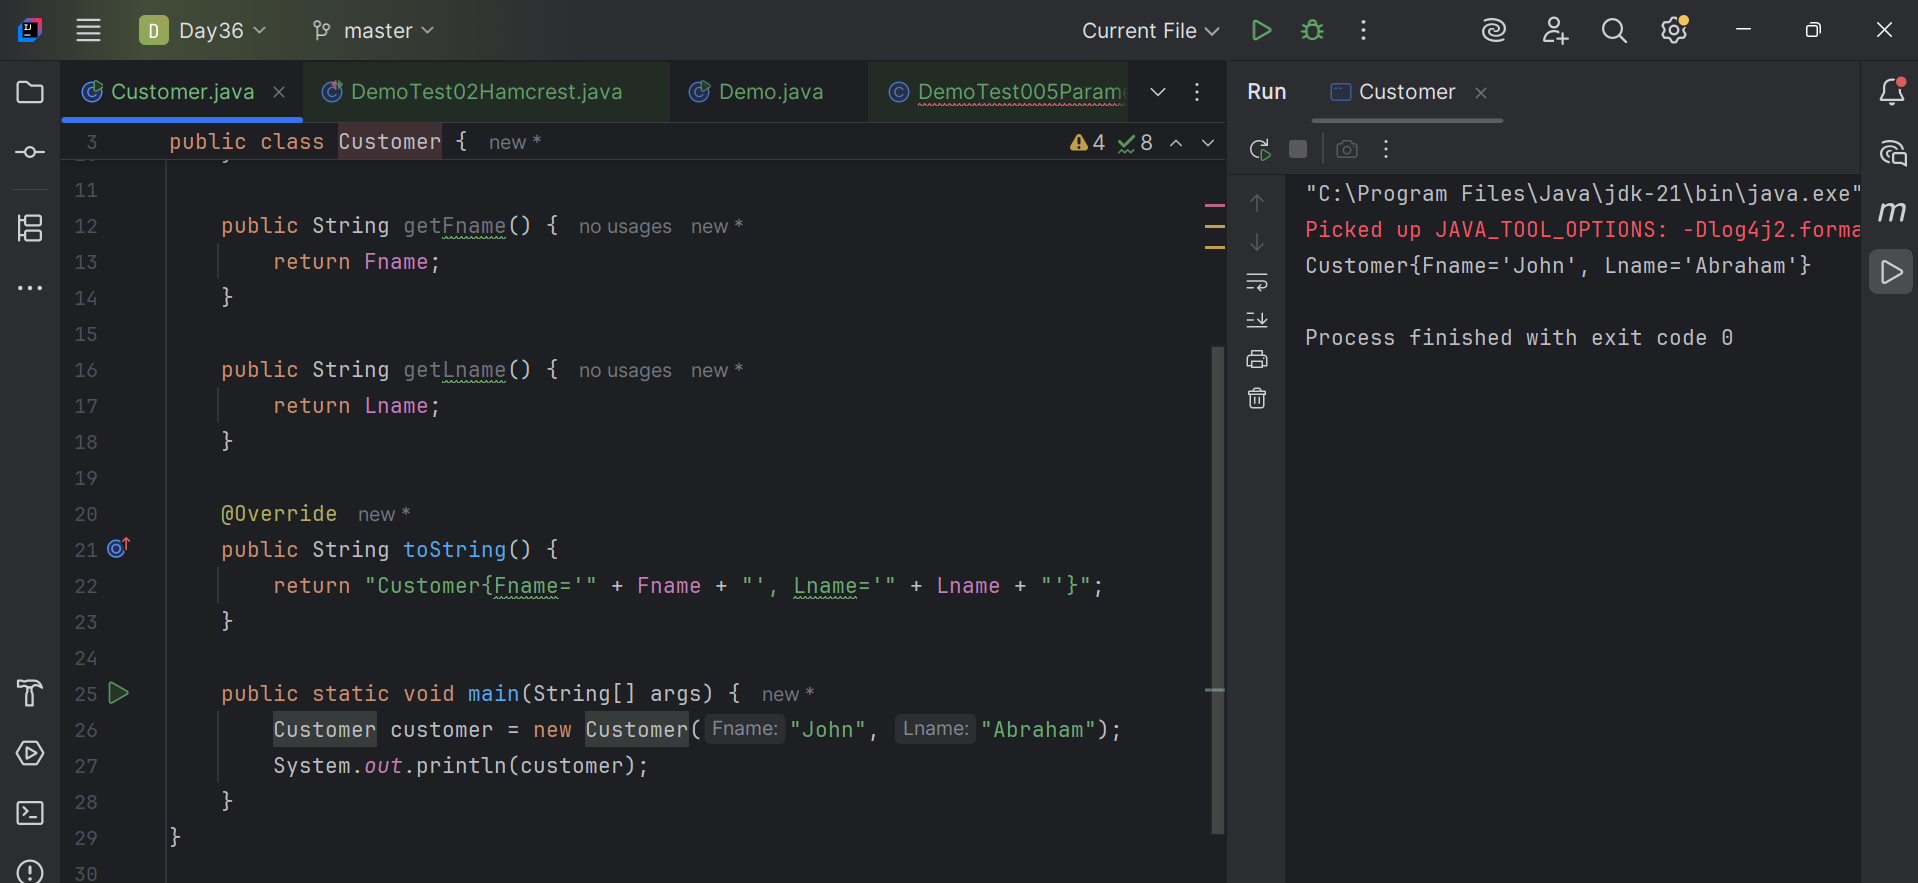 D Day36 master Current File
Customer.java DemoTest02Hamcrest.java Demo.java DemoTest005Parame
3 public class Customer { new * 4 8
11
12 public String getFname() { no usages new *
13 return Fname;
14 }
15
16 public String getLname() { no usages new *
17 return Lname;
18 }
19
20 @Override new *
21 public String toString() {
22 return "Customer{Fname='" + Fname + "', Lname='" + Lname + "'}";
23 }
24
25 public static void main(String[] args) { new *
26 Customer customer = new Customer( Fname: "John", Lname: "Abraham");
27 System.out.println(customer);
28 }
29 }
30
Run Customer
"C:\Program Files\Java\jdk-21\bin\java.exe"
Picked up JAVA_TOOL_OPTIONS: -Dlog4j2.forma
Customer{Fname='John', Lname='Abraham'}
Process finished with exit code 0
m